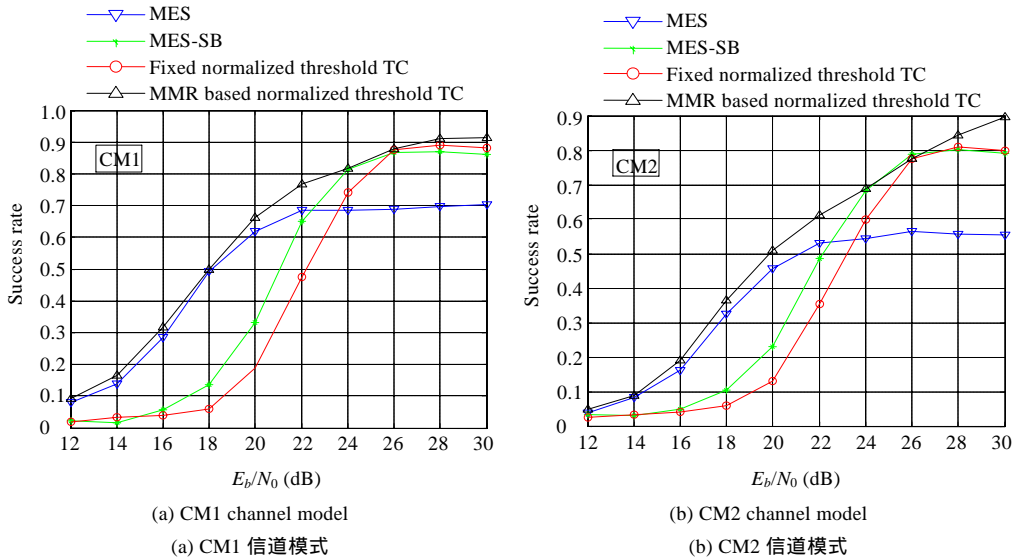 MES
MES-SB
Fixed normalized threshold TC
MMR based normalized threshold TC
1.0
0.9
0.8
0.7
0.6
0.5
0.4
0.3
0.2
0.1
0
Success rate
CM1
12 14 16 18 20 22 24 26 28 30
E_b/N_0 (dB)
(a) CM1 channel model
(a) CM1 信道模式
MES
MES-SB
Fixed normalized threshold TC
MMR based normalized threshold TC
0.9
0.8
0.7
0.6
0.5
0.4
0.3
0.2
0.1
0
Success rate
CM2
12 14 16 18 20 22 24 26 28 30
E_b/N_0 (dB)
(b) CM2 channel model
(b) CM2 信道模式